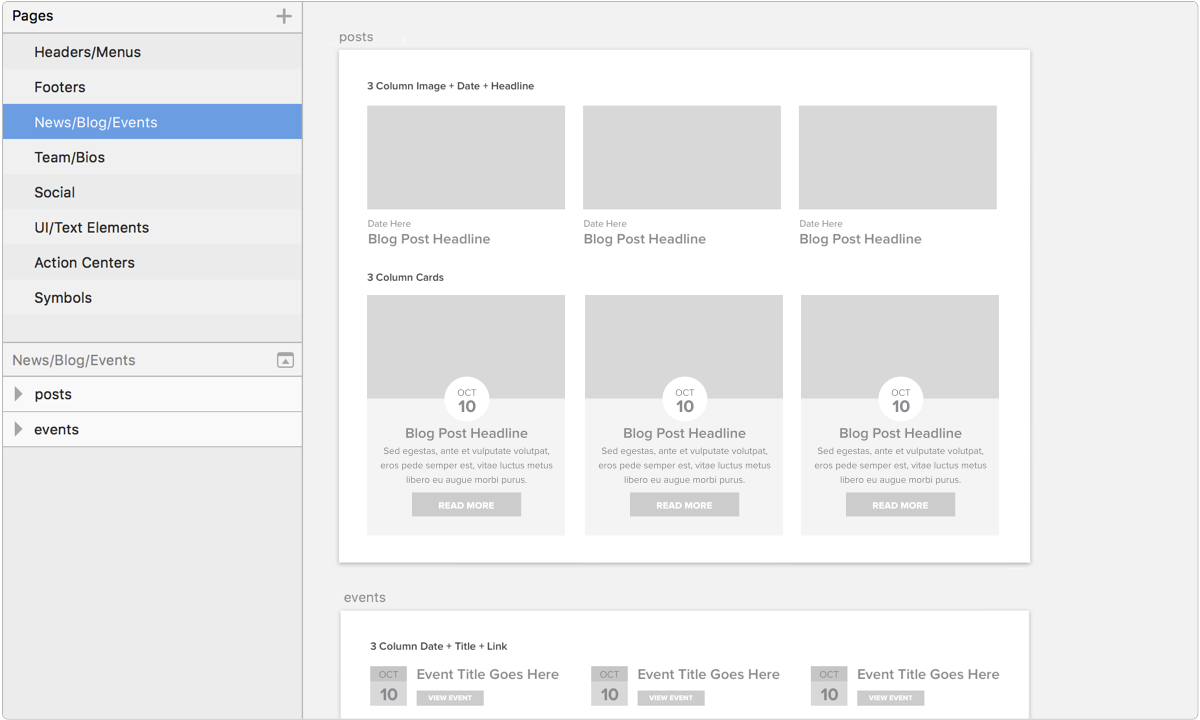 Pages
Headers/Menus
Footers
News/Blog/Events
Team/Bios
Social
UI/Text Elements
Action Centers
Symbols
News/Blog/Events
posts
events
posts
3 Column Image + Date + Headline
Date Here
Blog Post Headline
Date Here
Blog Post Headline
Date Here
Blog Post Headline
3 Column Cards
OCT
10
Blog Post Headline
Sed egestas, ante et vulputate volutpat,
eros pede semper est, vitae luctus metus
libero eu augue morbi purus.
READ MORE
OCT
10
Blog Post Headline
Sed egestas, ante et vulputate volutpat,
eros pede semper est, vitae luctus metus
libero eu augue morbi purus.
READ MORE
OCT
10
Blog Post Headline
Sed egestas, ante et vulputate volutpat,
eros pede semper est, vitae luctus metus
libero eu augue morbi purus.
READ MORE
events
3 Column Date + Title + Link
OCT
10
Event Title Goes Here
VIEW EVENT
OCT
10
Event Title Goes Here
VIEW EVENT
OCT
10
Event Title Goes Here
VIEW EVENT